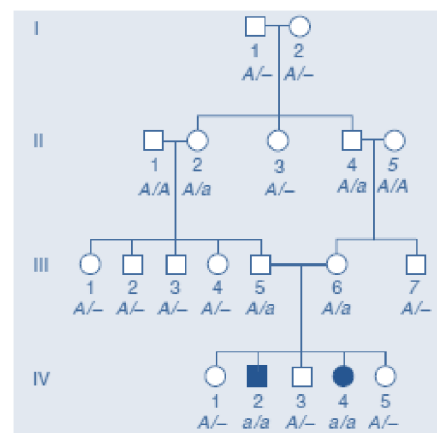 I
1 2
A/– A/–
II
1 2 3 4 5
A/A A/a A/– A/a A/A
III
1 2 3 4 5 6 7
A/– A/– A/– A/– A/a A/a A/–
IV
1 2 3 4 5
A/– a/a A/– a/a A/–